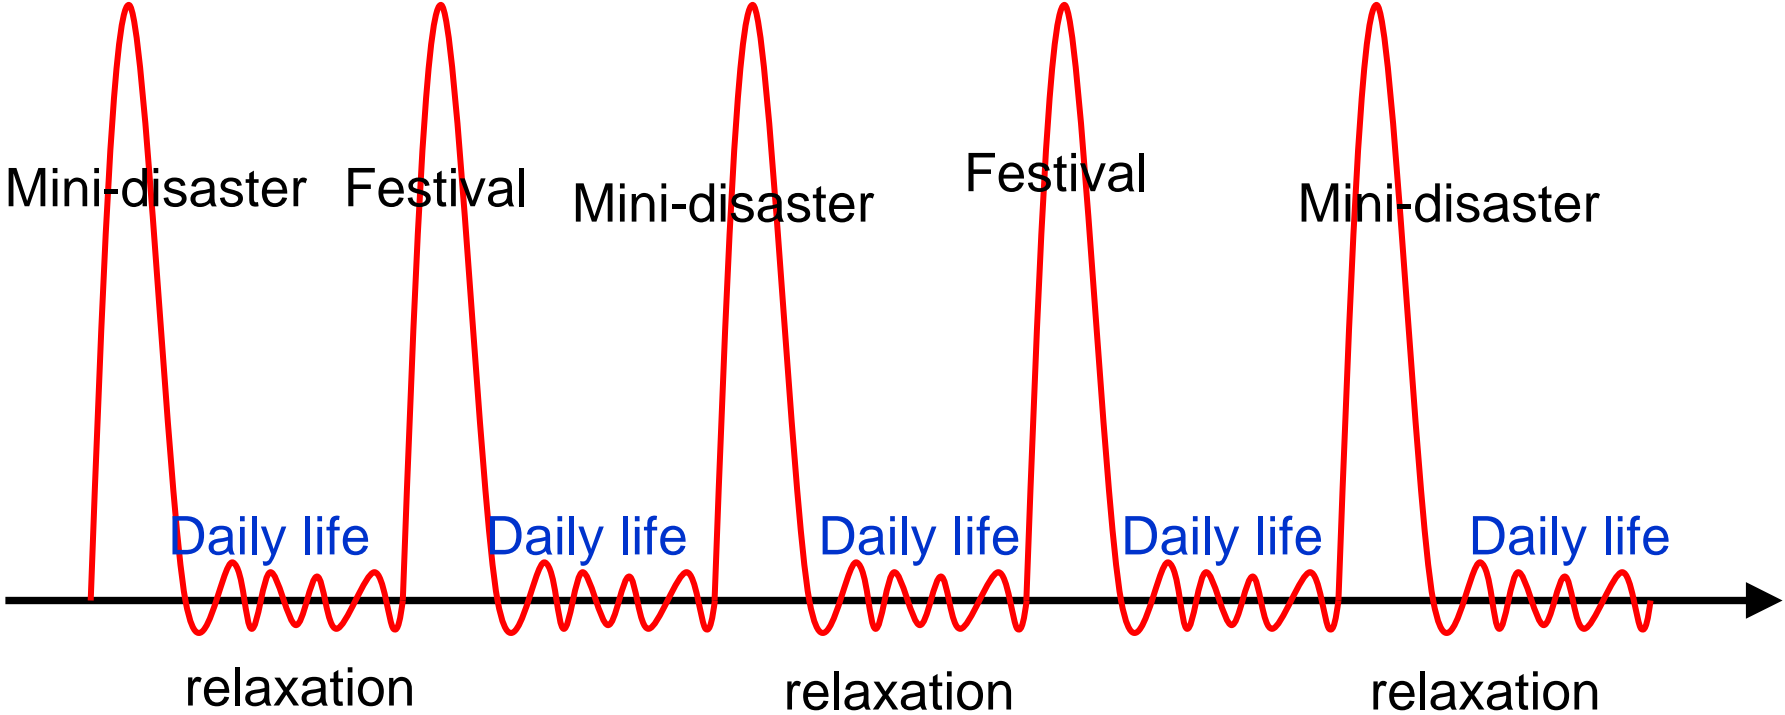 Mini-disaster
Festival
Mini-disaster
Festival
Mini-disaster
Daily life
Daily life
Daily life
Daily life
Daily life
relaxation
relaxation
relaxation